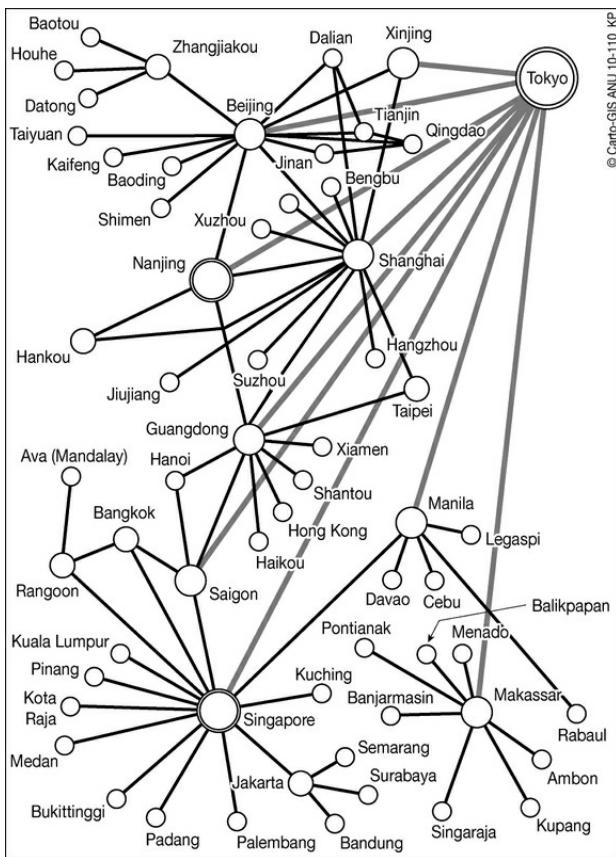 Baotou
Dalian
Xinjing
Houhe
Zhangjiakou
Tokyo
Datong
Beijing
Tianjin
Taiyuan
Qingdao
Kaifeng
Jinan
Baoding
Bengbu
Shimen
Xuzhou
Nanjing
Shanghai
Hankou
Hangzhou
Suzhou
Jiujiang
Taipei
Guangdong
Xiamen
Ava (Mandalay)
Hanoi
Shantou
Bangkok
Manila
Hong Kong
Legaspi
Haikou
Rangoon
Saigon
Davao
Cebu
Balikpapan
Kuala Lumpur
Pontianak
Menado
Pinang
Kuching
Banjarmasin
Makassar
Kota
Raja
Singapore
Rabaul
Medan
Semarang
Ambon
Jakarta
Surabaya
Bukittinggi
Singaraja
Kupang
Padang
Palembang
Bandung
© Carto-GIS ANU 10-110_KP